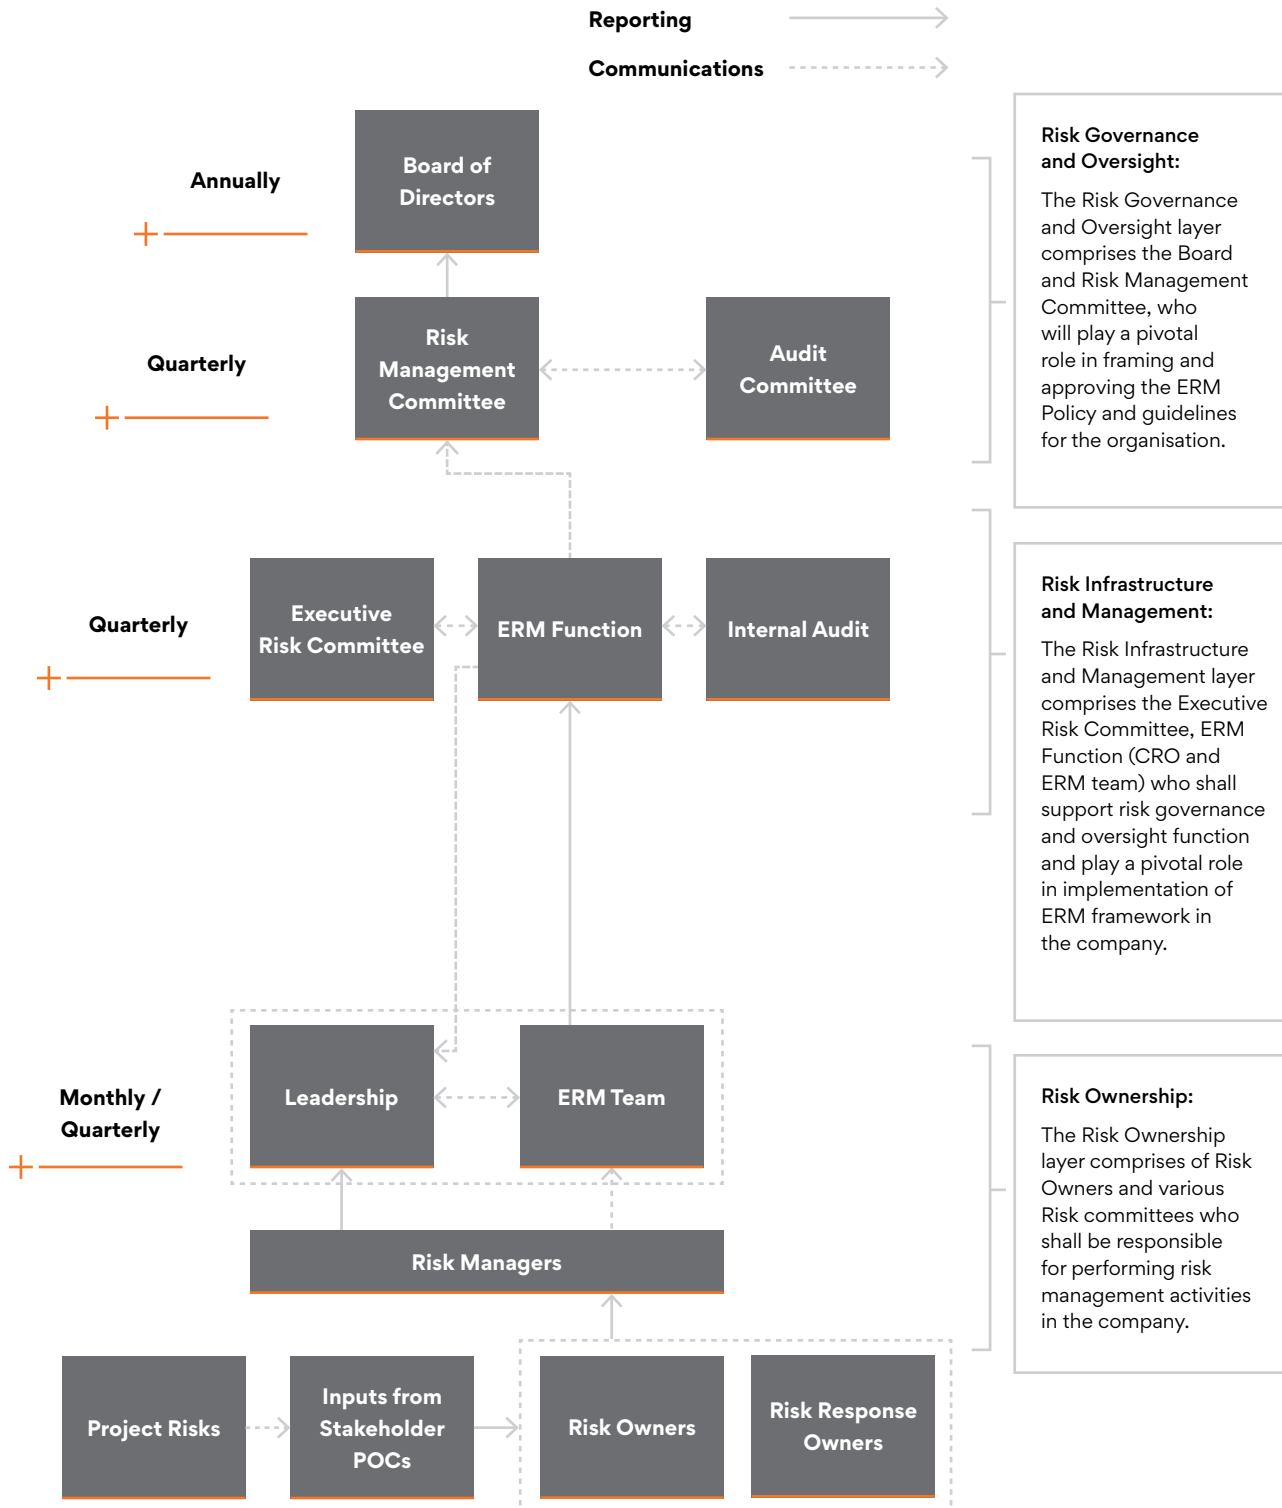 Reporting
Communications
Annually
Board of
Directors
Quarterly
Risk
Management
Committee
Audit
Committee
Risk Governance
and Oversight:
The Risk Governance
and Oversight layer
comprises the Board
and Risk Management
Committee, who
will play a pivotal
role in framing and
approving the ERM
Policy and guidelines
for the organisation.
Quarterly
Executive
Risk Committee
ERM Function
Internal Audit
Risk Infrastructure
and Management:
The Risk Infrastructure
and Management layer
comprises the Executive
Risk Committee, ERM
Function (CRO and
ERM team) who shall
support risk governance
and oversight function
and play a pivotal role
in implementation of
ERM framework in
the company.
Monthly /
Quarterly
Leadership
ERM Team
Risk Managers
Risk Ownership:
The Risk Ownership
layer comprises of Risk
Owners and various
Risk committees who
shall be responsible
for performing risk
management activities
in the company.
Project Risks
Inputs from
Stakeholder
POCs
Risk Owners
Risk Response
Owners